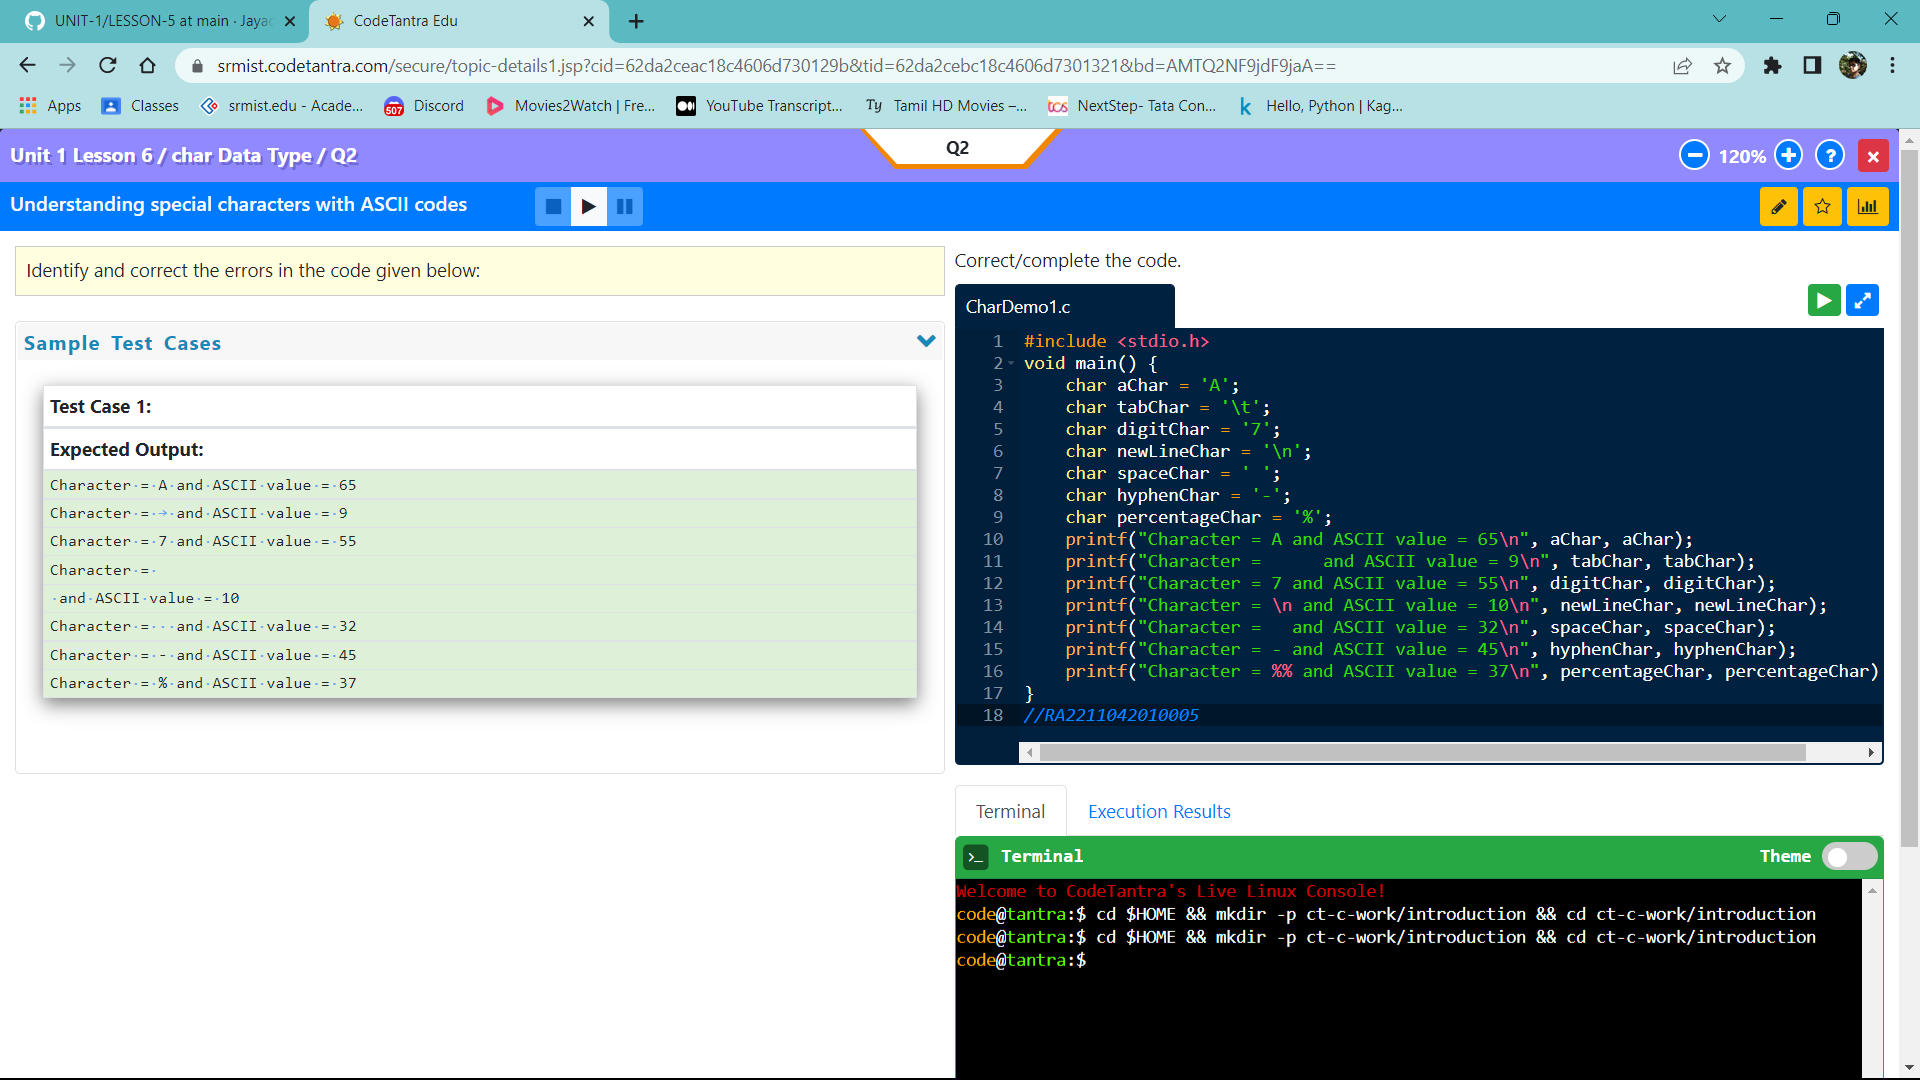 UNIT-1/LESSON-5 at main · Jayac
CodeTantra Edu
srmist.codetantra.com/secure/topic-details1.jsp?cid=62da2ceac18c4606d730129b&tid=62da2cebc18c4606d7301321&bd=AMTQ2NF9jdF9jaA==
Apps
Classes
srmist.edu - Acade...
507
Discord
Movies2Watch | Fre...
YouTube Transcript...
Ty
Tamil HD Movies –...
tcs
NextStep- Tata Con...
k
Hello, Python | Kag...
Unit 1 Lesson 6 / char Data Type / Q2
Q2
120%
?
Understanding special characters with ASCII codes
Identify and correct the errors in the code given below:
Sample Test Cases
Test Case 1:
Expected Output:
Character·=·A·and·ASCII·value·=·65
Character·=·→·and·ASCII·value·=·9
Character·=·7·and·ASCII·value·=·55
Character·=·
·and·ASCII·value·=·10
Character·=···and·ASCII·value·=·32
Character·=·-·and·ASCII·value·=·45
Character·=·%·and·ASCII·value·=·37
Correct/complete the code.
CharDemo1.c
1 #include <stdio.h>
2 void main() {
3 char aChar = 'A';
4 char tabChar = '\t';
5 char digitChar = '7';
6 char newLineChar = '\n';
7 char spaceChar = ' ';
8 char hyphenChar = '-';
9 char percentageChar = '%';
10 printf("Character = A and ASCII value = 65\n", aChar, aChar);
11 printf("Character =      and ASCII value = 9\n", tabChar, tabChar);
12 printf("Character = 7 and ASCII value = 55\n", digitChar, digitChar);
13 printf("Character = \n and ASCII value = 10\n", newLineChar, newLineChar);
14 printf("Character =   and ASCII value = 32\n", spaceChar, spaceChar);
15 printf("Character = - and ASCII value = 45\n", hyphenChar, hyphenChar);
16 printf("Character = %% and ASCII value = 37\n", percentageChar, percentageChar)
17 }
18 //RA2211042010005
Terminal
Execution Results
>_ Terminal
Theme
Welcome to CodeTantra's Live Linux Console!
code@tantra:$ cd $HOME && mkdir -p ct-c-work/introduction && cd ct-c-work/introduction
code@tantra:$ cd $HOME && mkdir -p ct-c-work/introduction && cd ct-c-work/introduction
code@tantra:$